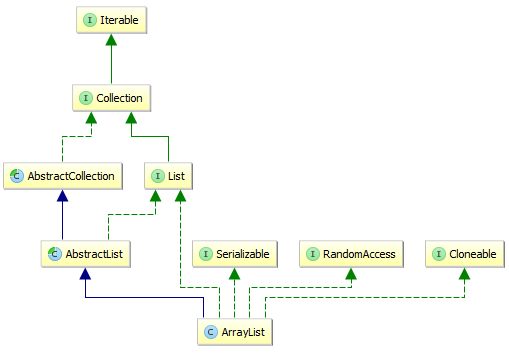 I Iterable
I Collection
C AbstractCollection
I List
C AbstractList
I Serializable
I RandomAccess
I Cloneable
C ArrayList